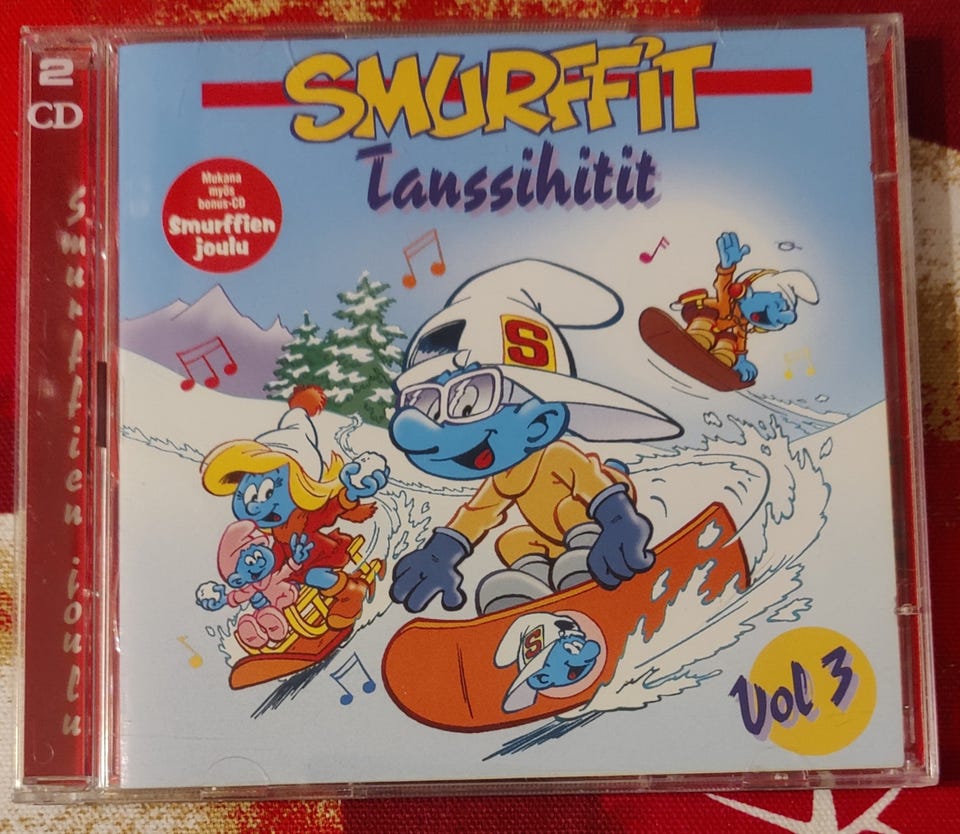 2
CD
Smurffien joulu
SMURFFIT
Tanssihitit
Mukana
myös
bonus-CD
Smurffien
joulu
S
S
Vol 3